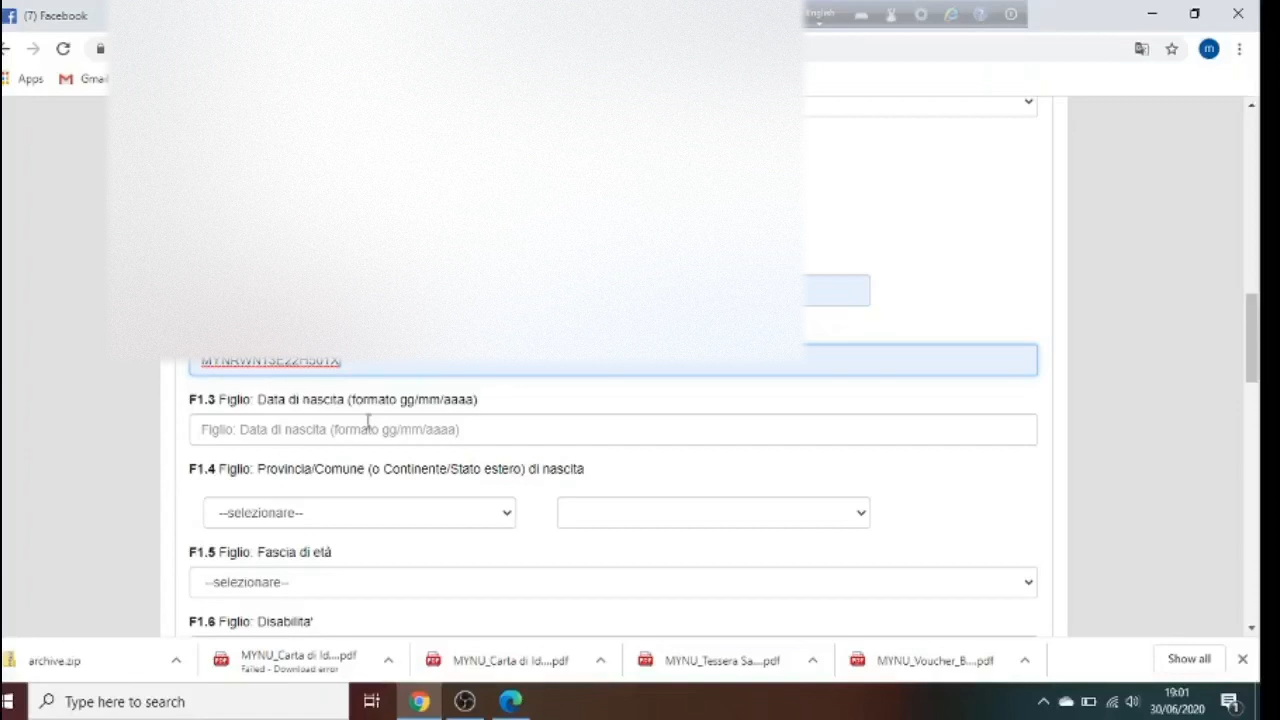 (7) Facebook
English
Apps
Gmai
m
F1.3 Figlio: Data di nascita (formato gg/mm/aaaa)
Figlio: Data di nascita (formato gg/mm/aaaa)
F1.4 Figlio: Provincia/Comune (o Continente/Stato estero) di nascita
--selezionare--
F1.5 Figlio: Fascia di età
--selezionare--
F1.6 Figlio: Disabilita'
archive.zip
MYNU_Carta di Id....pdf
Failed - Download error
MYNU_Carta di Id....pdf
MYNU_Tessera Sa....pdf
MYNU_Voucher_B....pdf
Show all
Type here to search
19:01
30/06/2020
1